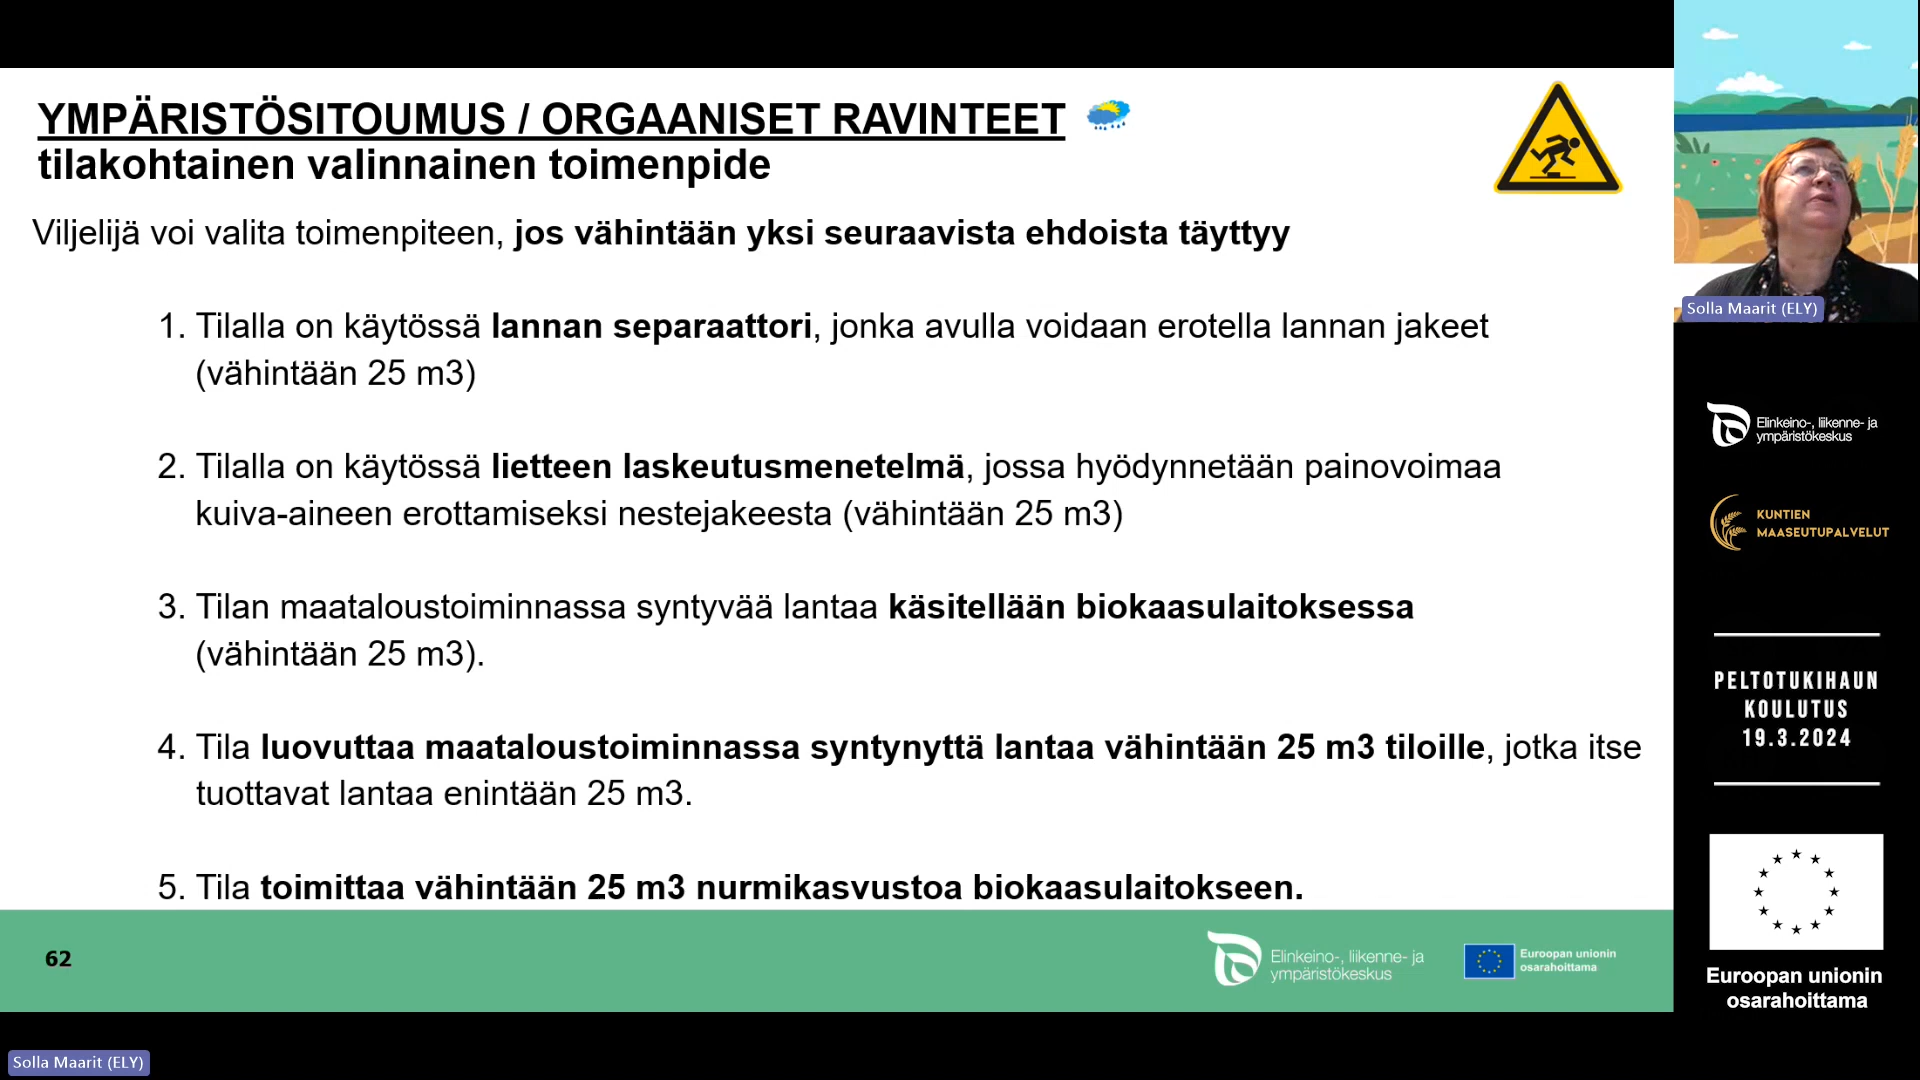 YMPÄRISTÖSITOUMUS / ORGAANISET RAVINTEET
tilakohtainen valinnainen toimenpide
Viljelijä voi valita toimenpiteen, jos vähintään yksi seuraavista ehdoista täyttyy
1. Tilalla on käytössä lannan separaattori, jonka avulla voidaan erotella lannan jakeet
(vähintään 25 m3)
2. Tilalla on käytössä lietteen laskeutusmenetelmä, jossa hyödynnetään painovoimaa
kuiva-aineen erottamiseksi nestejakeesta (vähintään 25 m3)
3. Tilan maataloustoiminnassa syntyvää lantaa käsitellään biokaasulaitoksessa
(vähintään 25 m3).
4. Tila luovuttaa maataloustoiminnassa syntynyttä lantaa vähintään 25 m3 tiloille, jotka itse
tuottavat lantaa enintään 25 m3.
5. Tila toimittaa vähintään 25 m3 nurmikasvustoa biokaasulaitokseen.
62
Elinkeino-, liikenne- ja
ympäristökeskus
Euroopan unionin
osarahoittama
Solla Maarit (ELY)
Elinkeino-, liikenne- ja
ympäristökeskus
KUNTIEN
MAASEUTUPALVELUT
PELTOTUKIHAUN
KOULUTUS
19.3.2024
Euroopan unionin
osarahoittama
Solla Maarit (ELY)